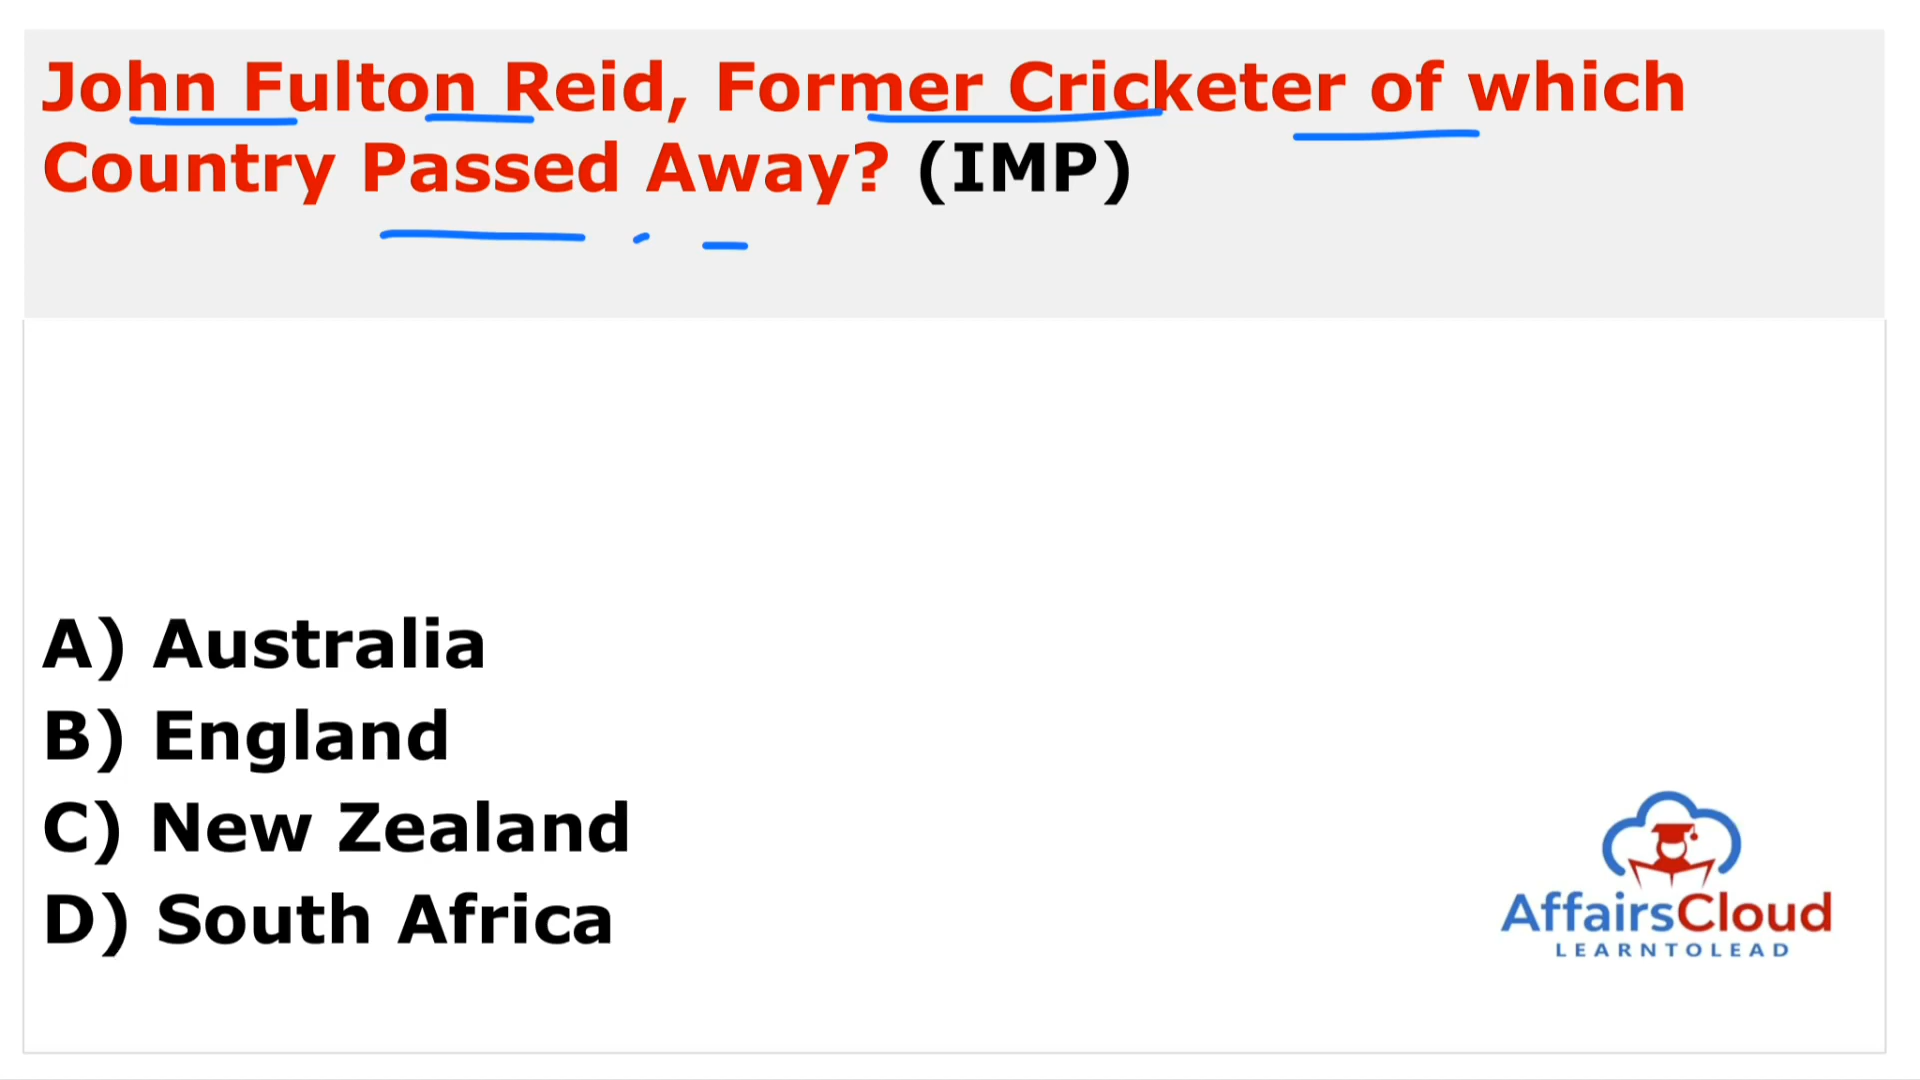 John Fulton Reid, Former Cricketer of which
Country Passed Away? (IMP)
A) Australia
B) England
C) New Zealand
D) South Africa
AffairsCloud
LEARNTOLEAD